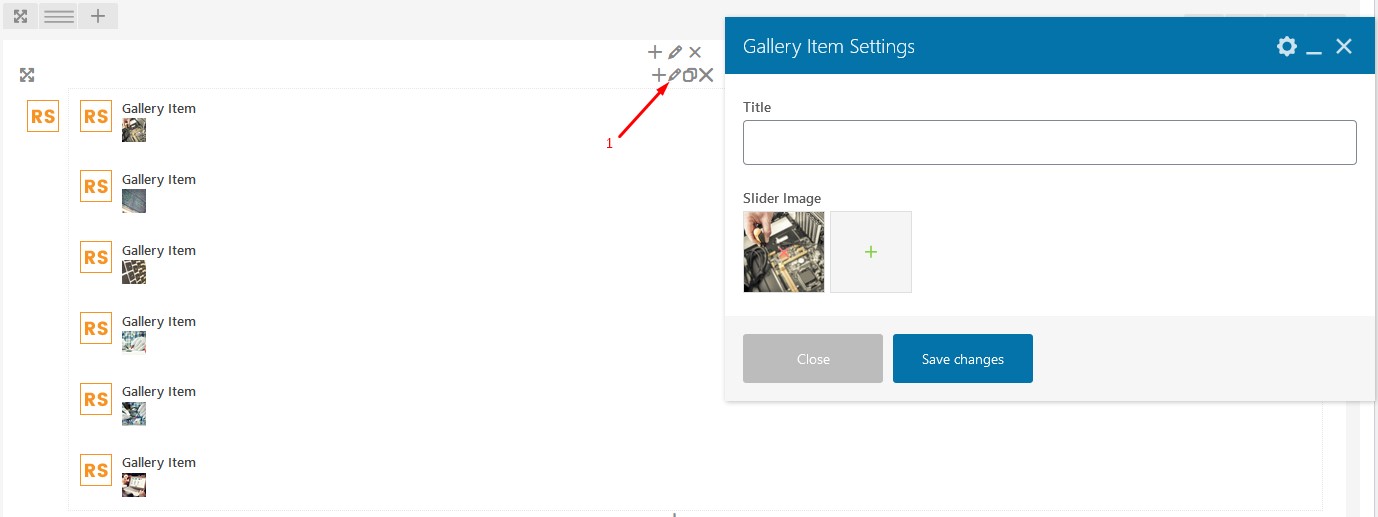 Gallery Item Settings
Title
Slider Image
Close
Save changes
1
RS
RS
Gallery Item
RS
Gallery Item
RS
Gallery Item
RS
Gallery Item
RS
Gallery Item
RS
Gallery Item